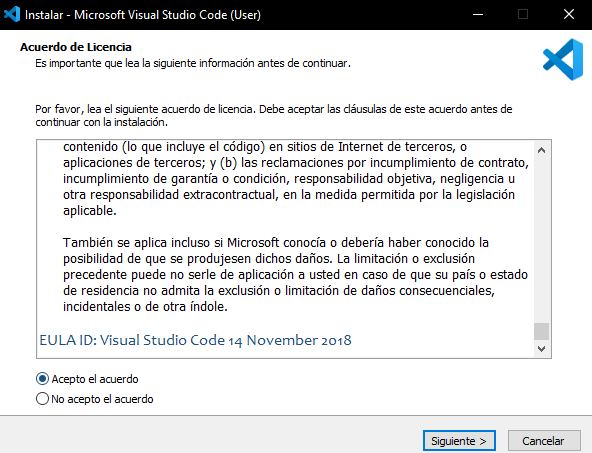 Instalar - Microsoft Visual Studio Code (User)
Acuerdo de Licencia
Es importante que lea la siguiente información antes de continuar.
Por favor, lea el siguiente acuerdo de licencia. Debe aceptar las cláusulas de este acuerdo antes de
continuar con la instalación.
contenido (lo que incluye el código) en sitios de Internet de terceros, o
aplicaciones de terceros; y (b) las reclamaciones por incumplimiento de contrato,
incumplimiento de garantía o condición, responsabilidad objetiva, negligencia u
otra responsabilidad extracontractual, en la medida permitida por la legislación
aplicable.
También se aplica incluso si Microsoft conocía o debería haber conocido la
posibilidad de que se produjesen dichos daños. La limitación o exclusión
precedente puede no serle de aplicación a usted en caso de que su país o estado
de residencia no admita la exclusión o limitación de daños consecuenciales,
incidentales o de otra índole.
EULA ID: Visual Studio Code 14 November 2018
Acepto el acuerdo
No acepto el acuerdo
Siguiente >
Cancelar